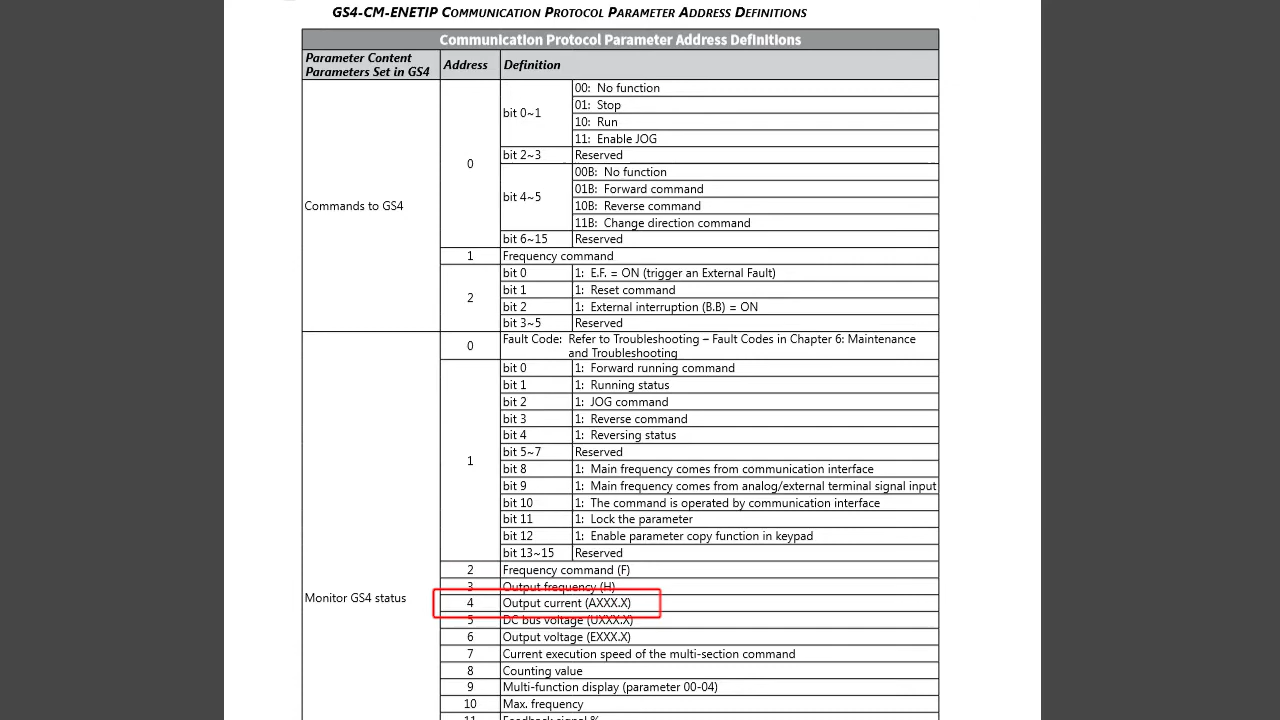 GS4-CM-ENETIP COMMUNICATION PROTOCOL PARAMETER ADDRESS DEFINITIONS
Communication Protocol Parameter Address Definitions
Parameter Content
Parameters Set in GS4
Address
Definition
Commands to GS4
0
bit 0~1
00: No function
01: Stop
10: Run
11: Enable JOG
bit 2~3
Reserved
bit 4~5
00B: No function
01B: Forward command
10B: Reverse command
11B: Change direction command
bit 6~15
Reserved
1
Frequency command
2
bit 0
1: E.F. = ON (trigger an External Fault)
bit 1
1: Reset command
bit 2
1: External interruption (B.B) = ON
bit 3~5
Reserved
Monitor GS4 status
0
Fault Code: Refer to Troubleshooting – Fault Codes in Chapter 6: Maintenance
and Troubleshooting
1
bit 0
1: Forward running command
bit 1
1: Running status
bit 2
1: JOG command
bit 3
1: Reverse command
bit 4
1: Reversing status
bit 5~7
Reserved
bit 8
1: Main frequency comes from communication interface
bit 9
1: Main frequency comes from analog/external terminal signal input
bit 10
1: The command is operated by communication interface
bit 11
1: Lock the parameter
bit 12
1: Enable parameter copy function in keypad
bit 13~15
Reserved
2
Frequency command (F)
3
Output frequency (H)
4
Output current (AXXX.X)
5
DC bus voltage (UXXX.X)
6
Output voltage (EXXX.X)
7
Current execution speed of the multi-section command
8
Counting value
9
Multi-function display (parameter 00-04)
10
Max. frequency
11
Feedback signal %